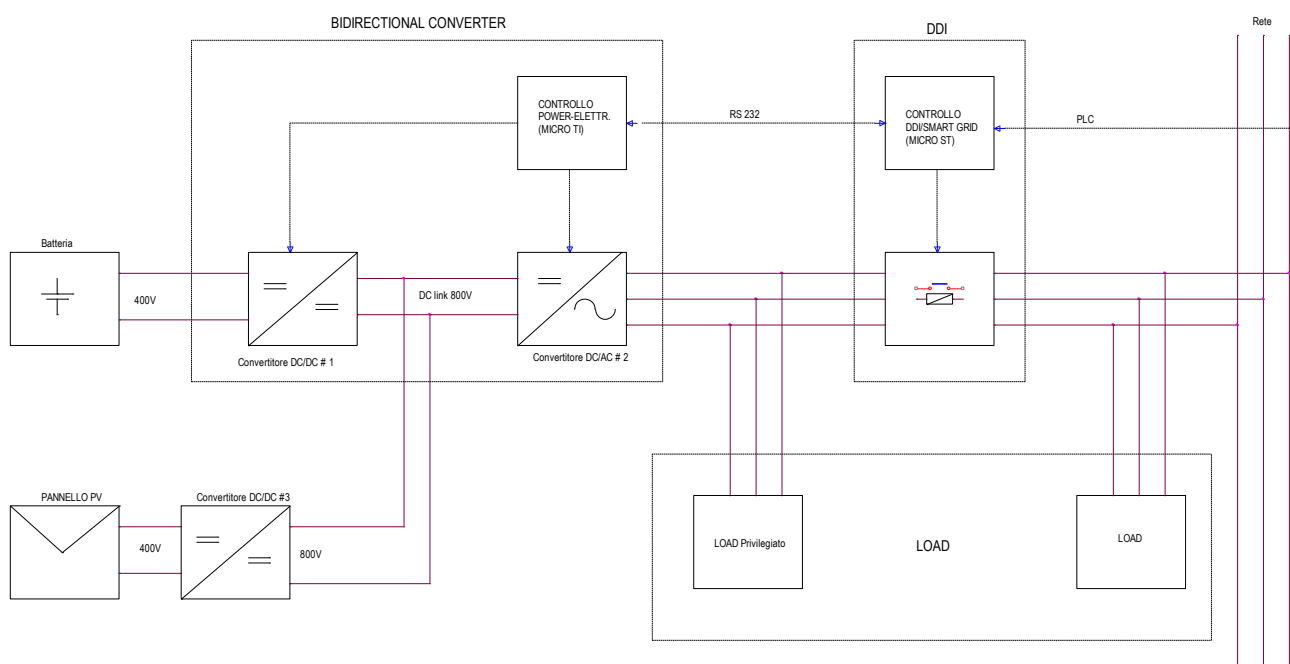 BIDIRECTIONAL CONVERTER
DDI
Rete
CONTROLLO
POWER-ELETTR.
(MICRO TI)
RS 232
CONTROLLO
DDI/SMART GRID
(MICRO ST)
PLC
Batteria
400V
DC link 800V
Convertitore DC/DC # 1
Convertitore DC/AC # 2
PANNELLO PV
Convertitore DC/DC #3
400V
800V
LOAD Privilegiato
LOAD
LOAD